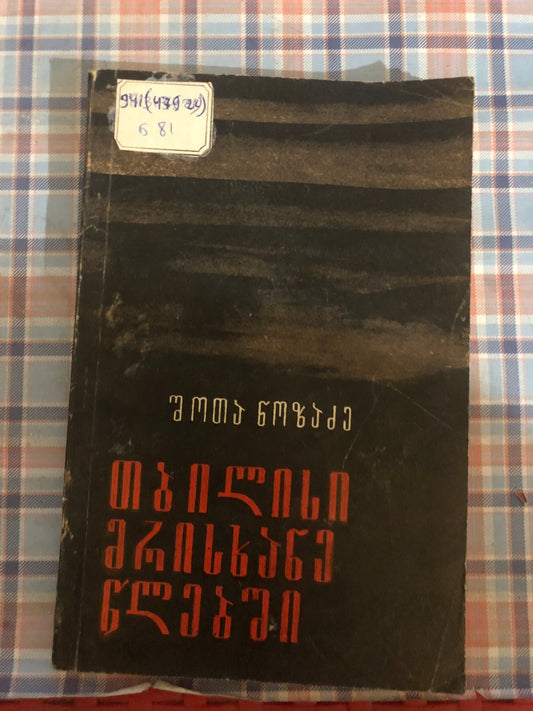 941(479.22)
ნ 81
შოთა ნოზაძე
თბილისი
მრისხანე
წლებში